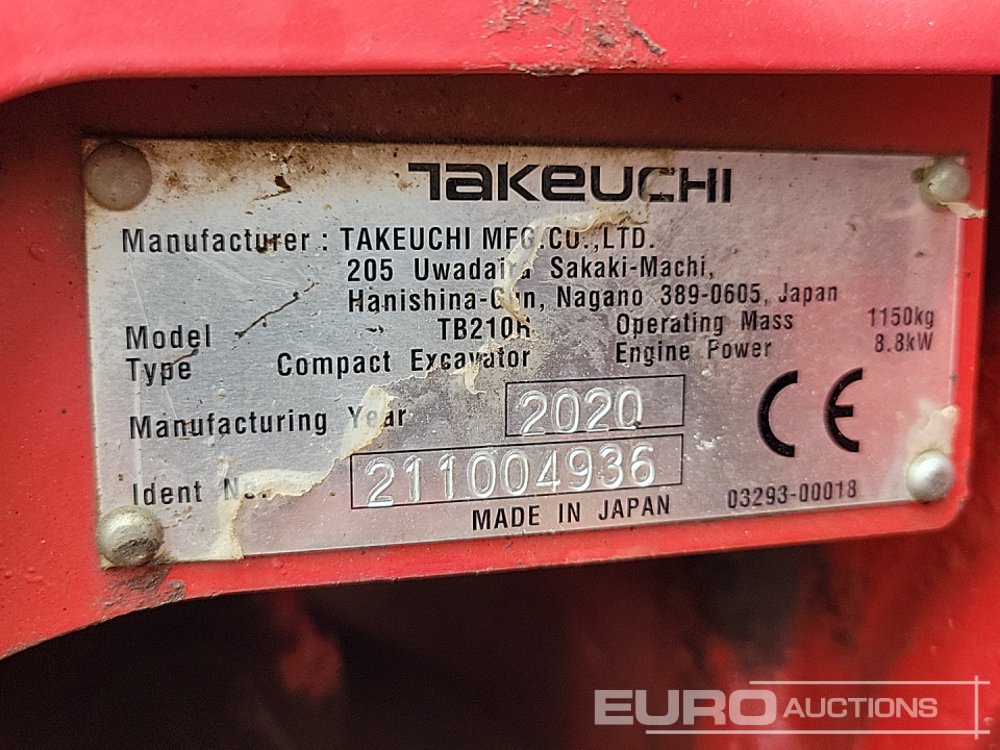 TAKEUCHI
Manufacturer : TAKEUCHI MFG.CO.,LTD.
205 Uwadaira Sakaki-Machi,
Hanishina-Gun, Nagano 389-0605, Japan
Model TB210R Operating Mass 1150kg
Type Compact Excavator Engine Power 8.8kW
Manufacturing Year 2020
Ident No. 211004936
MADE IN JAPAN 03293-00018
CE
EURO AUCTIONS